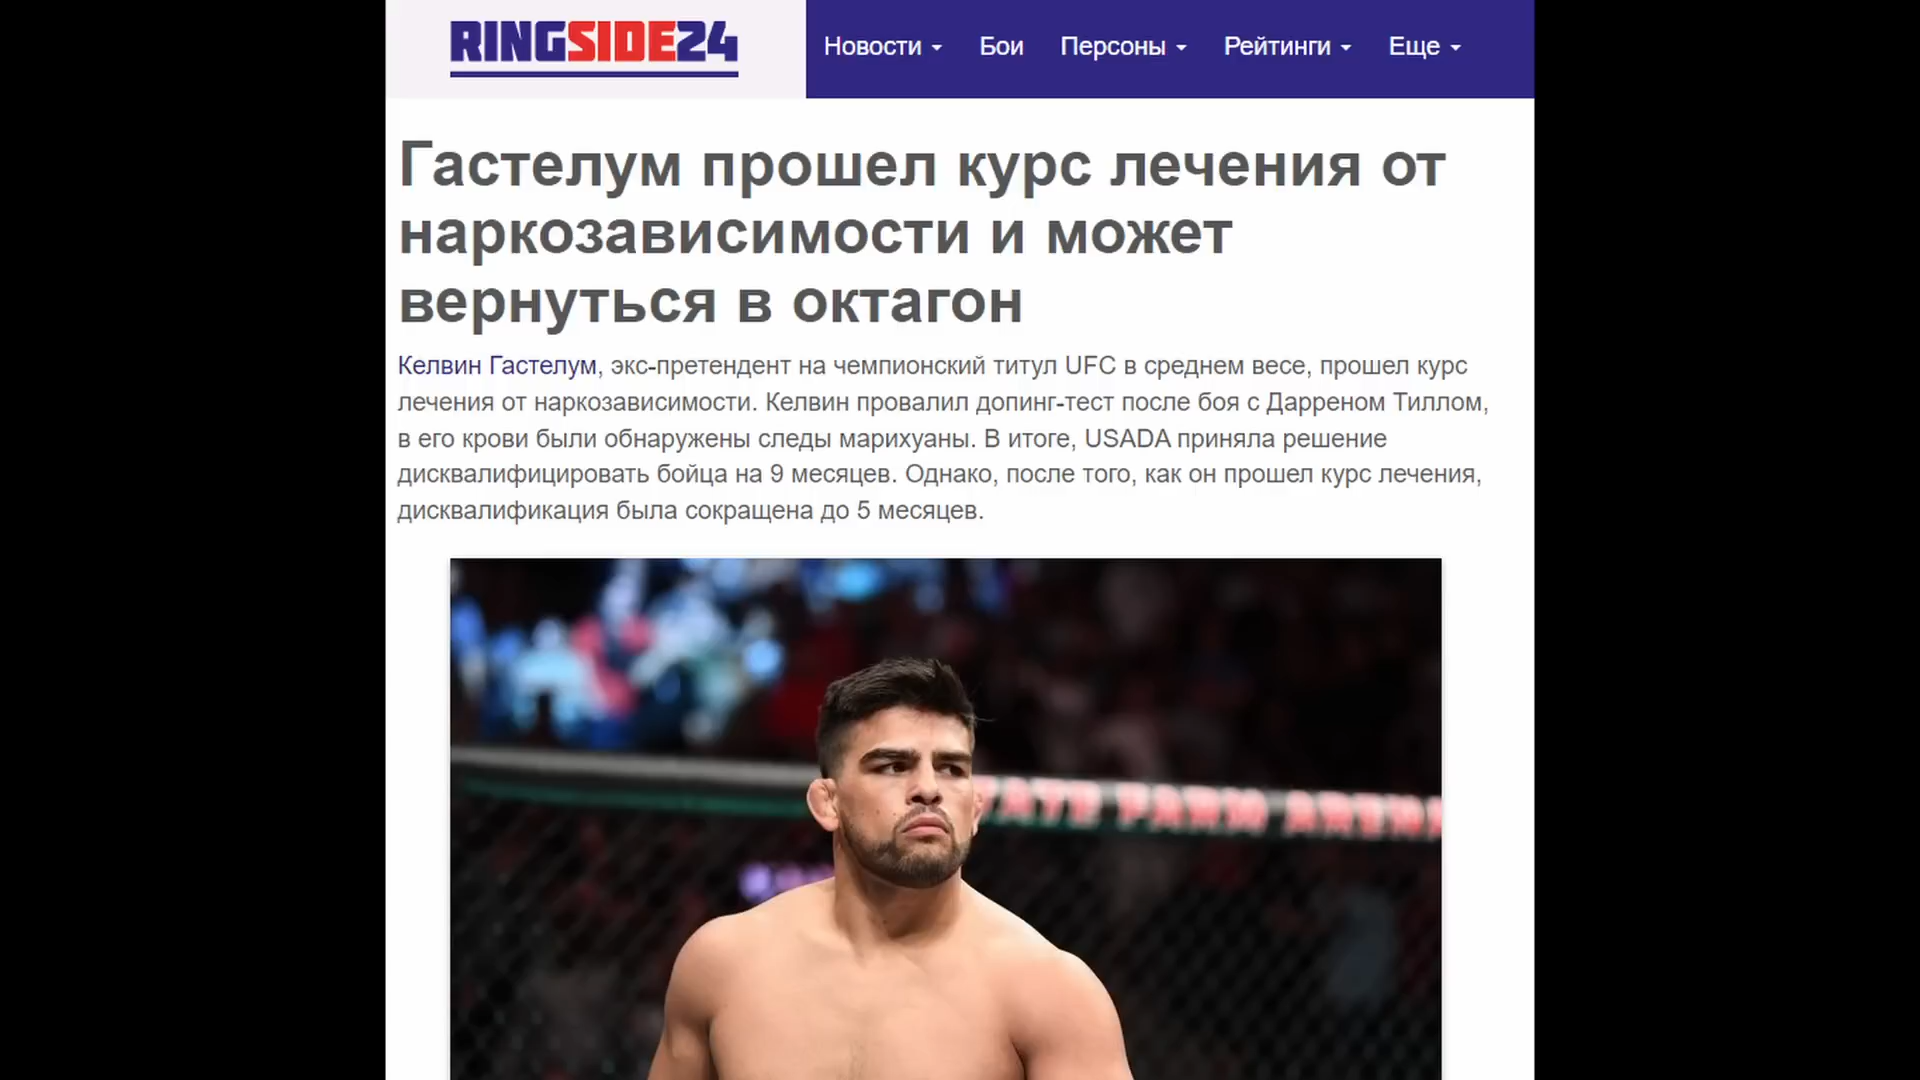 RINGSIDE24
Новости Бои Персоны Рейтинги Еще
Гастелум прошел курс лечения от
наркозависимости и может
вернуться в октагон
Келвин Гастелум, экс-претендент на чемпионский титул UFC в среднем весе, прошел курс
лечения от наркозависимости. Келвин провалил допинг-тест после боя с Дарреном Тиллом,
в его крови были обнаружены следы марихуаны. В итоге, USADA приняла решение
дисквалифицировать бойца на 9 месяцев. Однако, после того, как он прошел курс лечения,
дисквалификация была сокращена до 5 месяцев.
TATE FARM ARENA